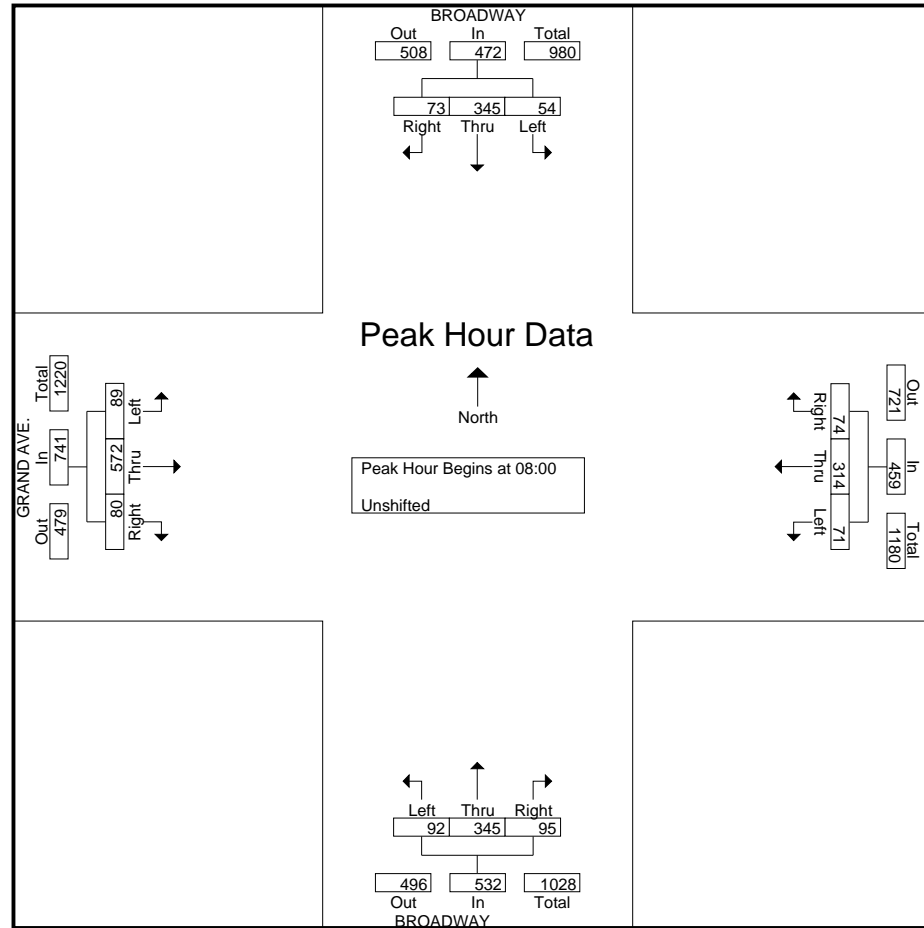 BROADWAY
Out In Total
508 472 980
73 345 54
Right Thru Left
Peak Hour Data
North
Peak Hour Begins at 08:00
Unshifted
GRAND AVE.
Total In Out
1220 741 479
89 572 80
Left Thru Right
Right Thru Left
74 314 71
Out In Total
721 459 1180
Left Thru Right
92 345 95
496 532 1028
Out In Total
BROADWAY